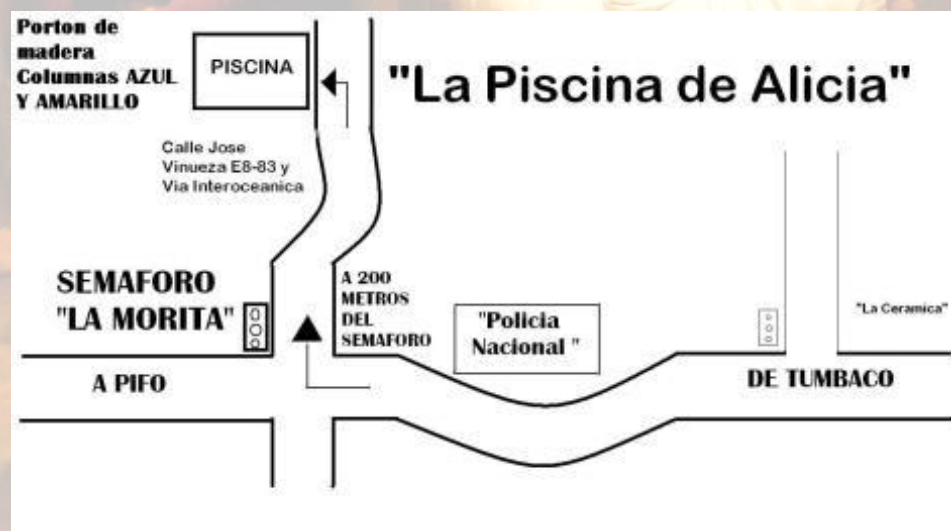 Porton de
madera
Columnas AZUL
Y AMARILLO
PISCINA
"La Piscina de Alicia"
Calle Jose
Vinueza E8-83 y
Via Interoceanica
SEMAFORO
"LA MORITA"
A 200
METROS
DEL
SEMAFORO
"Policia
Nacional "
"La Ceramica"
A PIFO
DE TUMBACO